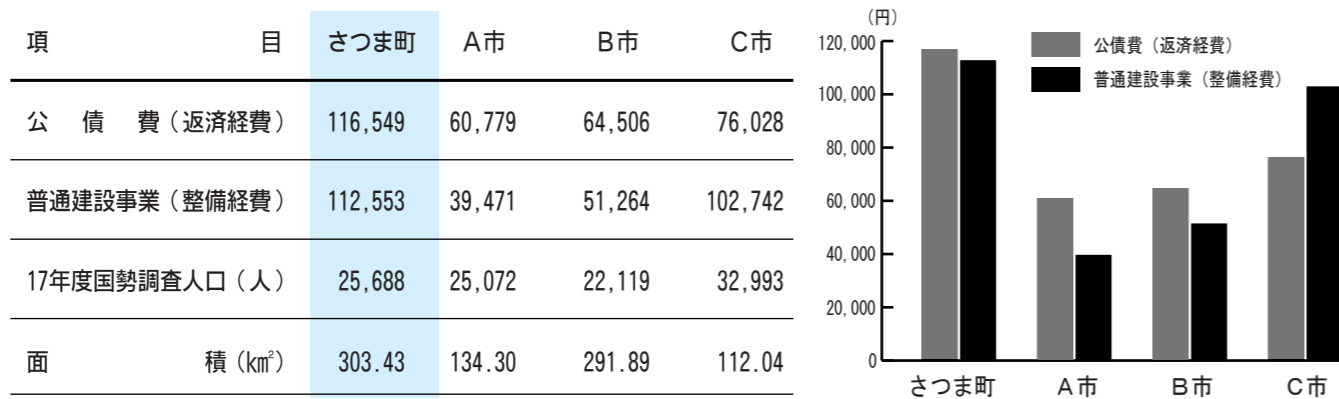 項目 さつま町 A市 B市 C市
公債費（返済経費） 116,549 60,779 64,506 76,028
普通建設事業（整備経費） 112,553 39,471 51,264 102,742
17年度国勢調査人口（人） 25,688 25,072 22,119 32,993
面積（㎢） 303.43 134.30 291.89 112.04
（円）
120,000
100,000
80,000
60,000
40,000
20,000
0
公債費（返済経費）
普通建設事業（整備経費）
さつま町 A市 B市 C市